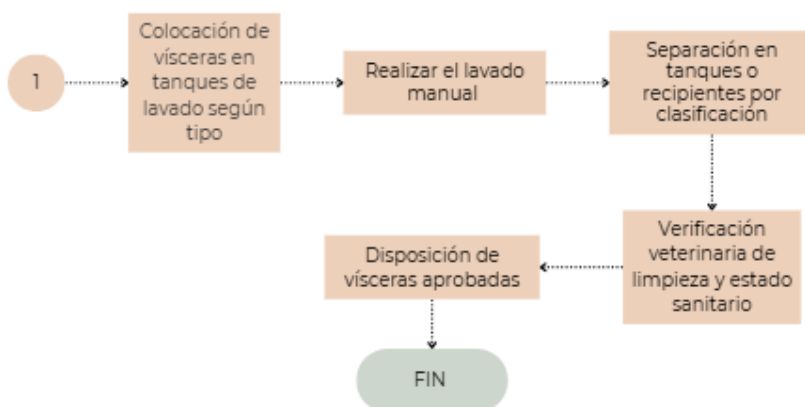 1
Colocación de
vísceras en
tanques de
lavado según
tipo
Realizar el lavado
manual
Separación en
tanques o
recipientes por
clasificación
Verificación
veterinaria de
limpieza y estado
sanitario
Disposición de
vísceras aprobadas
FIN